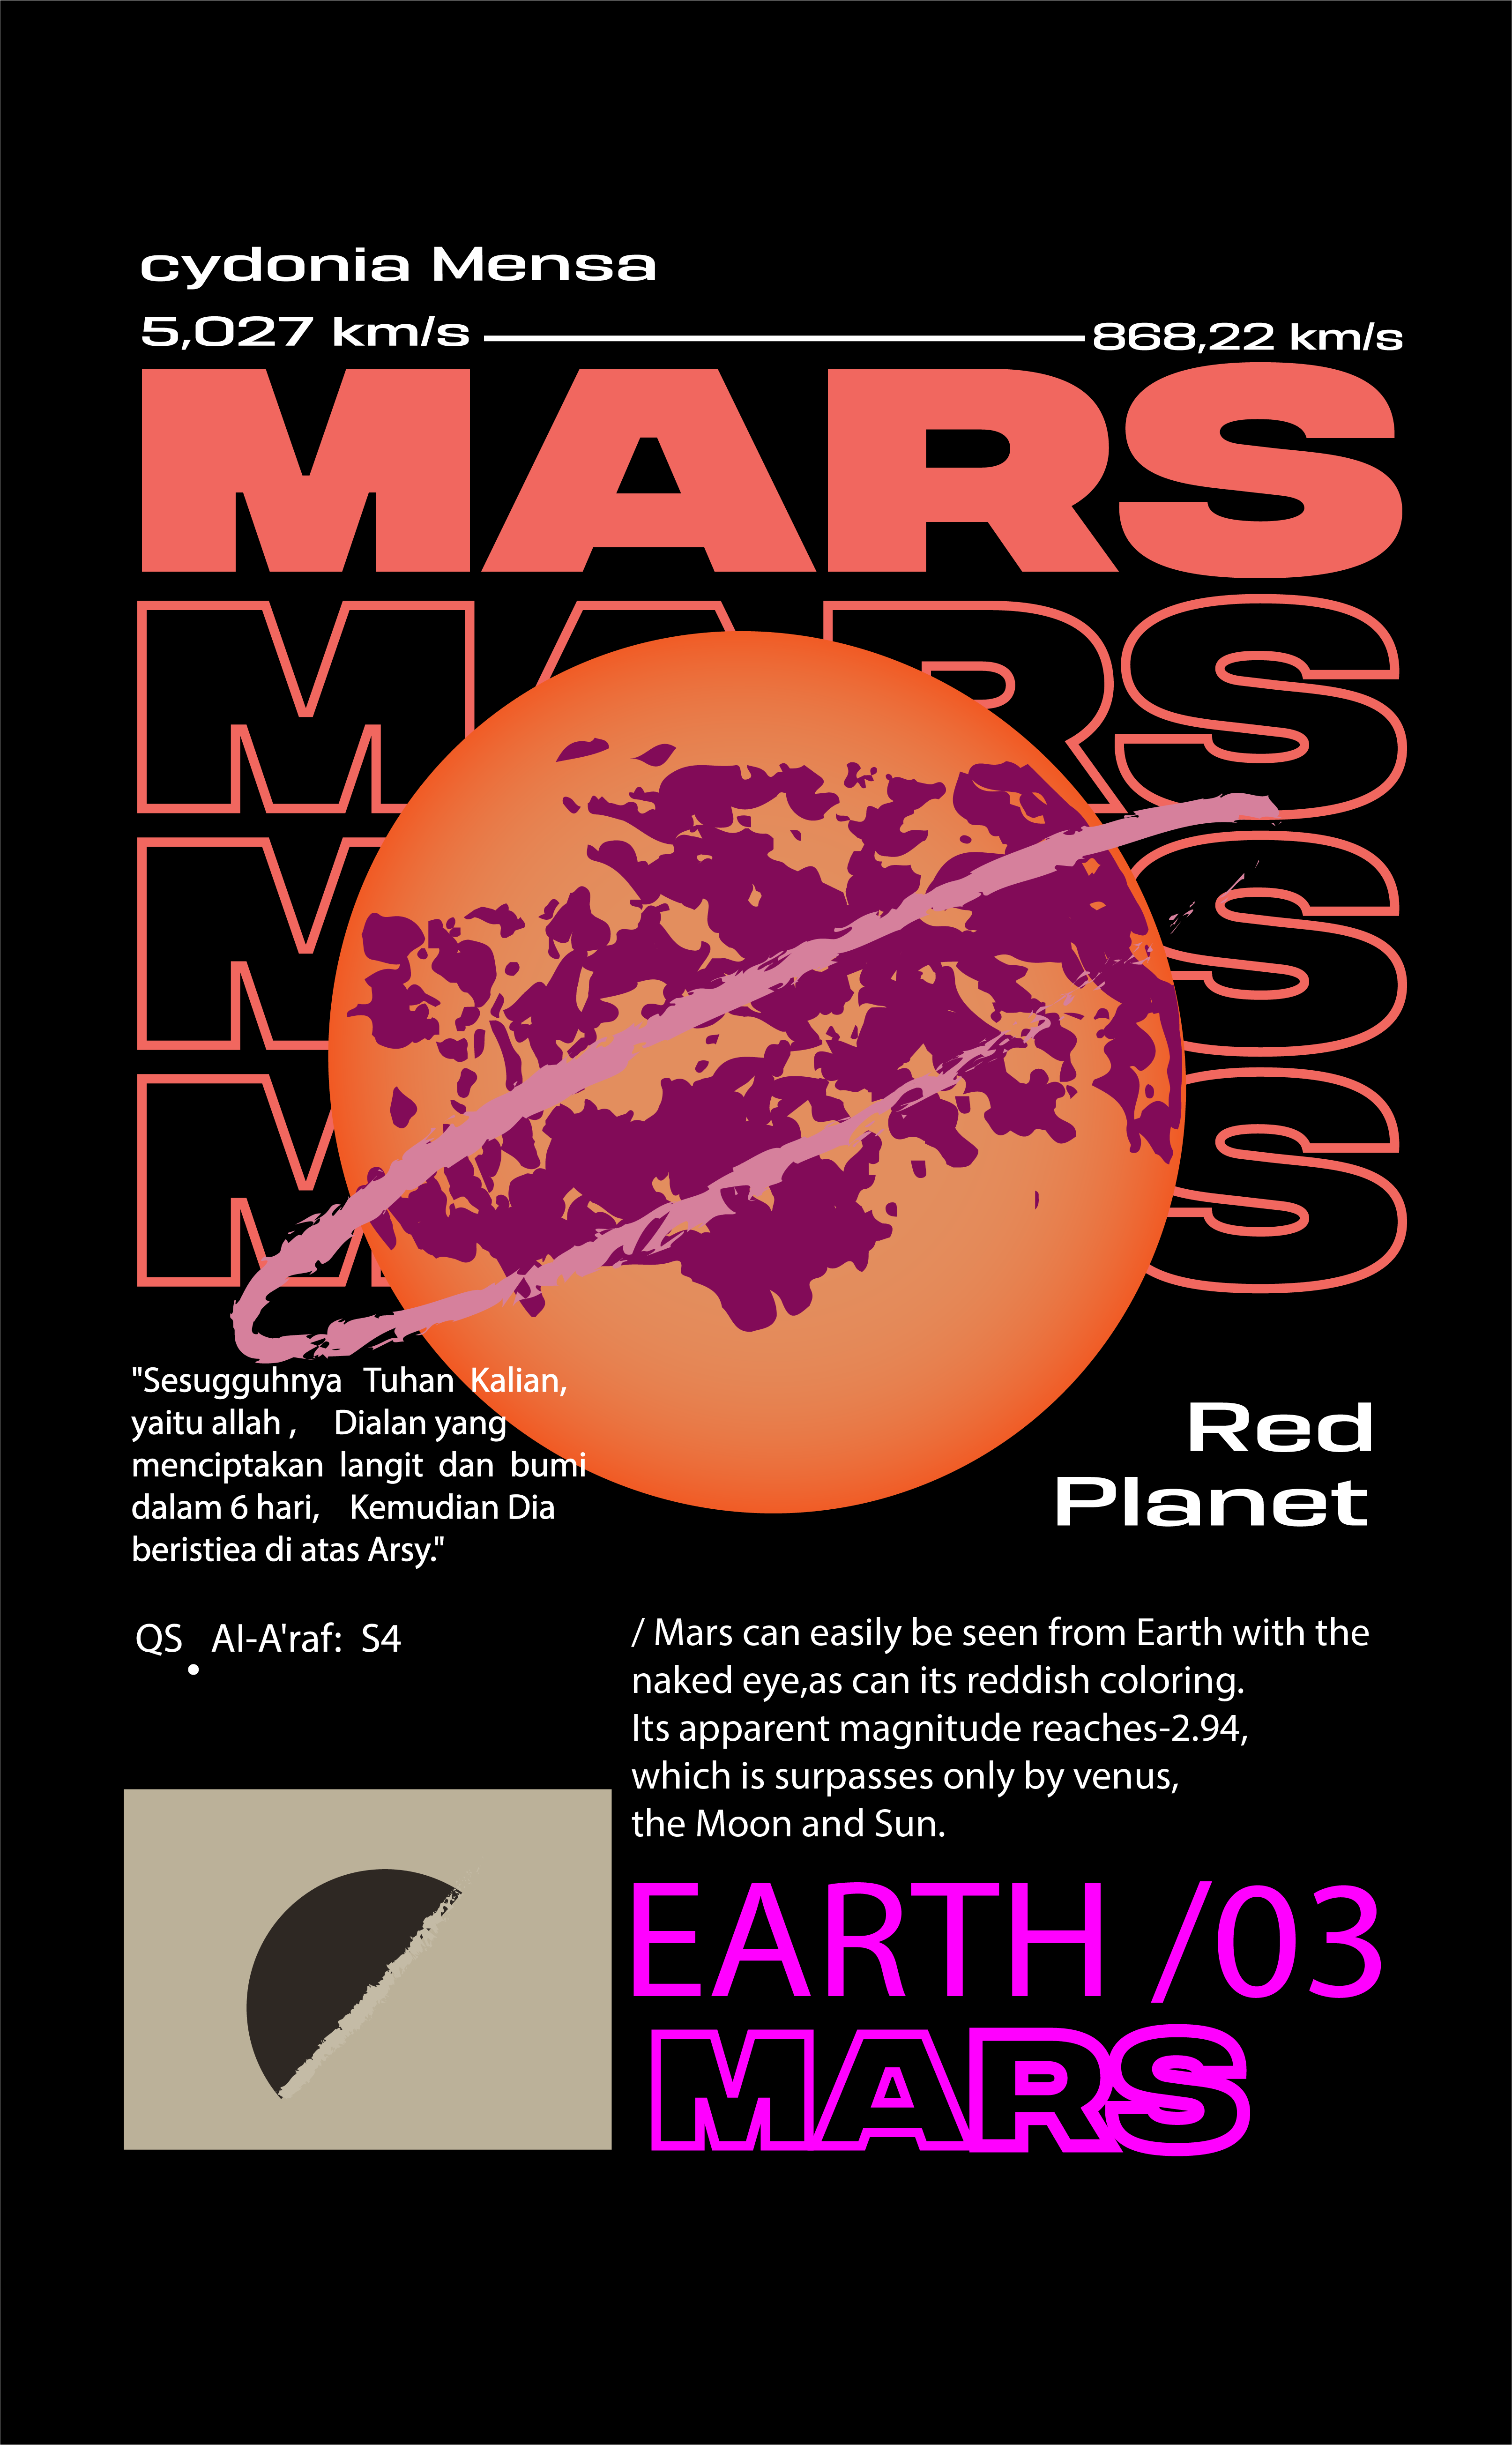 cydonia Mensa
5,027 km/s
868,22 km/s
MARS
MARS
MARS
MARS
"Sesugguhnya Tuhan Kalian,
yaitu allah , Dialan yang
menciptakan langit dan bumi
dalam 6 hari, Kemudian Dia
beristiea di atas Arsy."
Red
Planet
QS . AI-A'raf: S4
/ Mars can easily be seen from Earth with the
naked eye,as can its reddish coloring.
Its apparent magnitude reaches-2.94,
which is surpasses only by venus,
the Moon and Sun.
EARTH /03
MARS